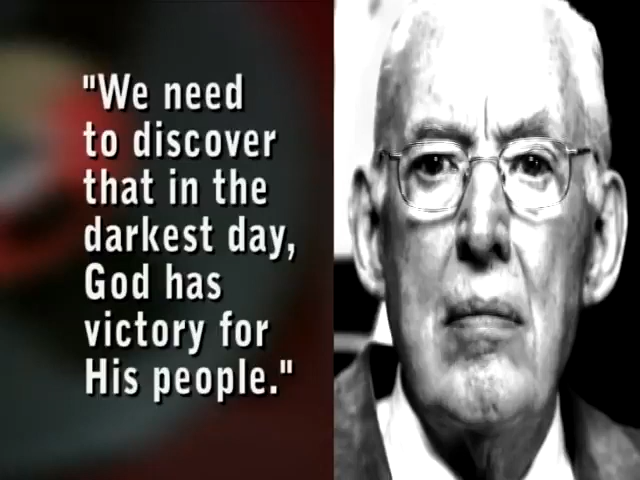 "We need
to discover
that in the
darkest day,
God has
victory for
His people."